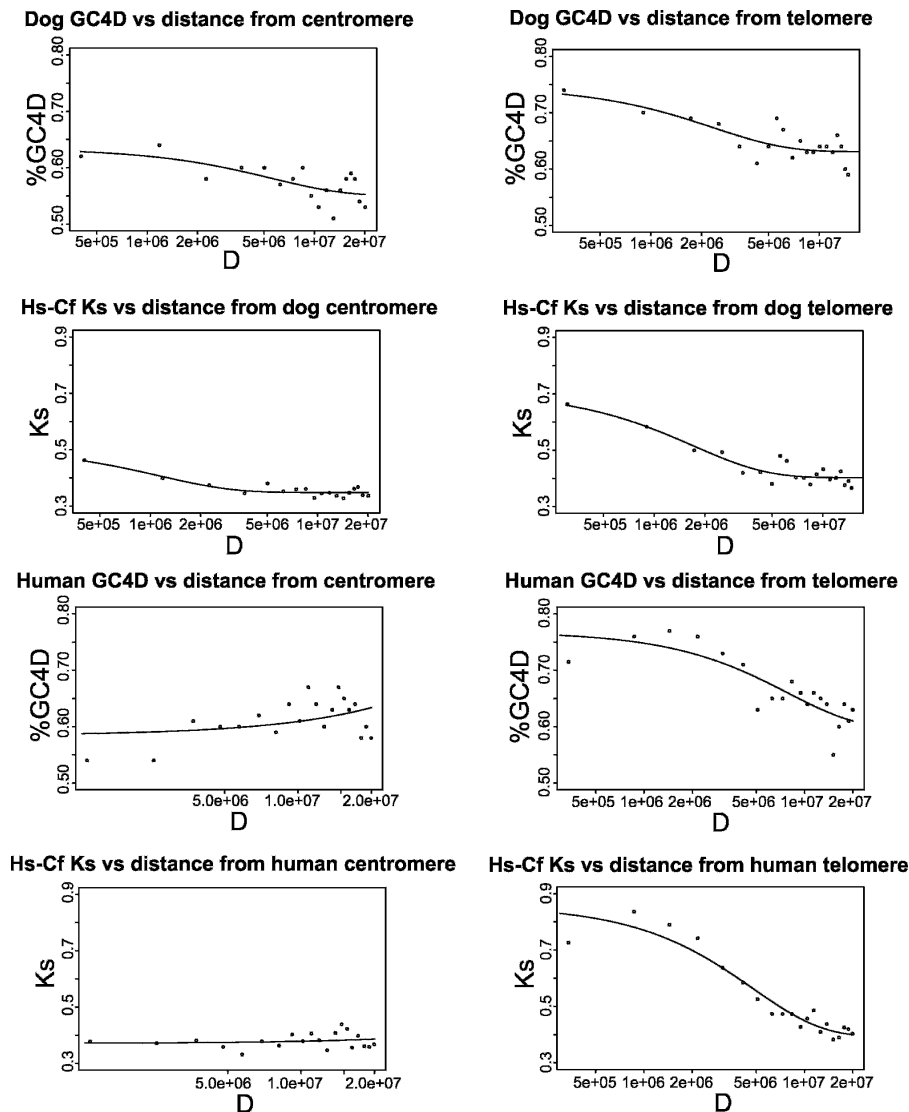 Dog GC4D vs distance from centromere
%GC4D
0.50 0.60 0.70 0.80
5e+05 1e+06 2e+06 5e+06 1e+07 2e+07
D
Dog GC4D vs distance from telomere
%GC4D
0.50 0.60 0.70 0.80
5e+05 1e+06 2e+06 5e+06 1e+07
D
Hs-Cf Ks vs distance from dog centromere
Ks
0.3 0.5 0.7 0.9
5e+05 1e+06 2e+06 5e+06 1e+07 2e+07
D
Hs-Cf Ks vs distance from dog telomere
Ks
0.3 0.5 0.7 0.9
5e+05 1e+06 2e+06 5e+06 1e+07
D
Human GC4D vs distance from centromere
%GC4D
0.50 0.60 0.70 0.80
5.0e+06 1.0e+07 2.0e+07
D
Human GC4D vs distance from telomere
%GC4D
0.50 0.60 0.70 0.80
5e+05 1e+06 2e+06 5e+06 1e+07 2e+07
D
Hs-Cf Ks vs distance from human centromere
Ks
0.3 0.5 0.7 0.9
5.0e+06 1.0e+07 2.0e+07
D
Hs-Cf Ks vs distance from human telomere
Ks
0.3 0.5 0.7 0.9
5e+05 1e+06 2e+06 5e+06 1e+07 2e+07
D